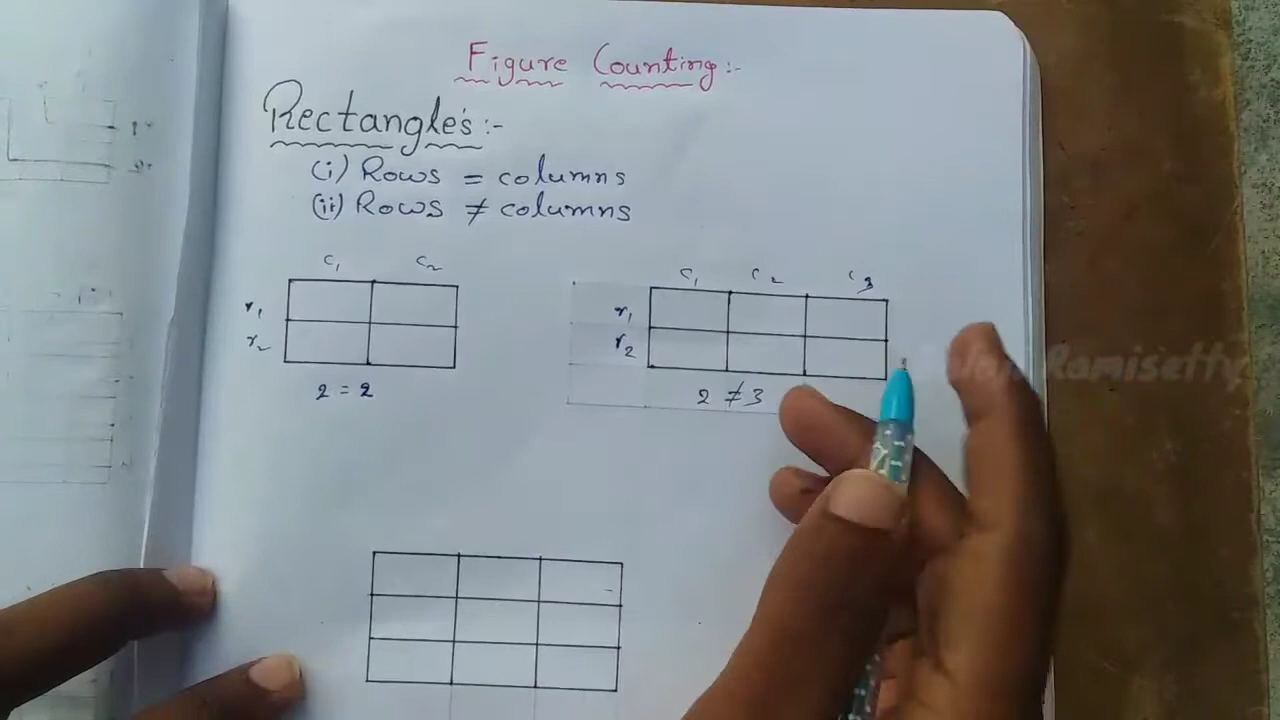 Figure Counting:-
Rectangle's:-
(i) Rows = columns
(ii) Rows ≠ columns
c1 c2
r1
r2
2 = 2
c1 c2 c3
r1
r2
2 ≠ 3
Ramisetty